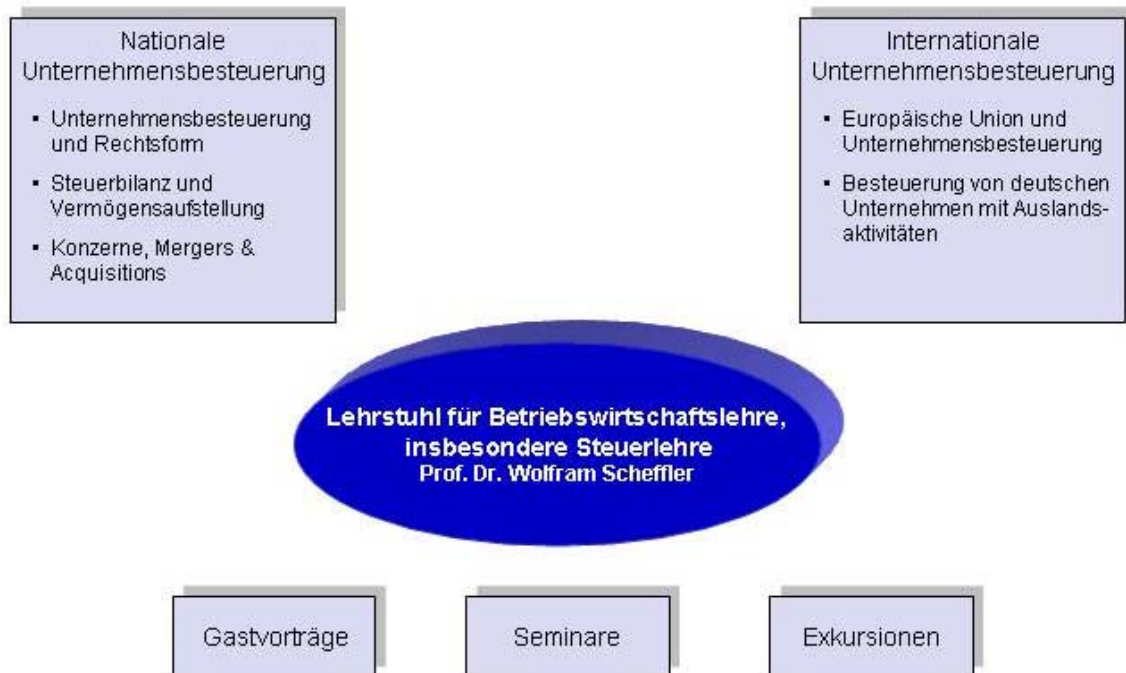 Nationale
Unternehmensbesteuerung
▪ Unternehmensbesteuerung
und Rechtsform
▪ Steuerbilanz und
Vermögensaufstellung
▪ Konzerne, Mergers &
Acquisitions
Internationale
Unternehmensbesteuerung
▪ Europäische Union und
Unternehmensbesteuerung
▪ Besteuerung von deutschen
Unternehmen mit Auslands-
aktivitäten
Lehrstuhl für Betriebswirtschaftslehre,
insbesondere Steuerlehre
Prof. Dr. Wolfram Scheffler
Gastvorträge
Seminare
Exkursionen